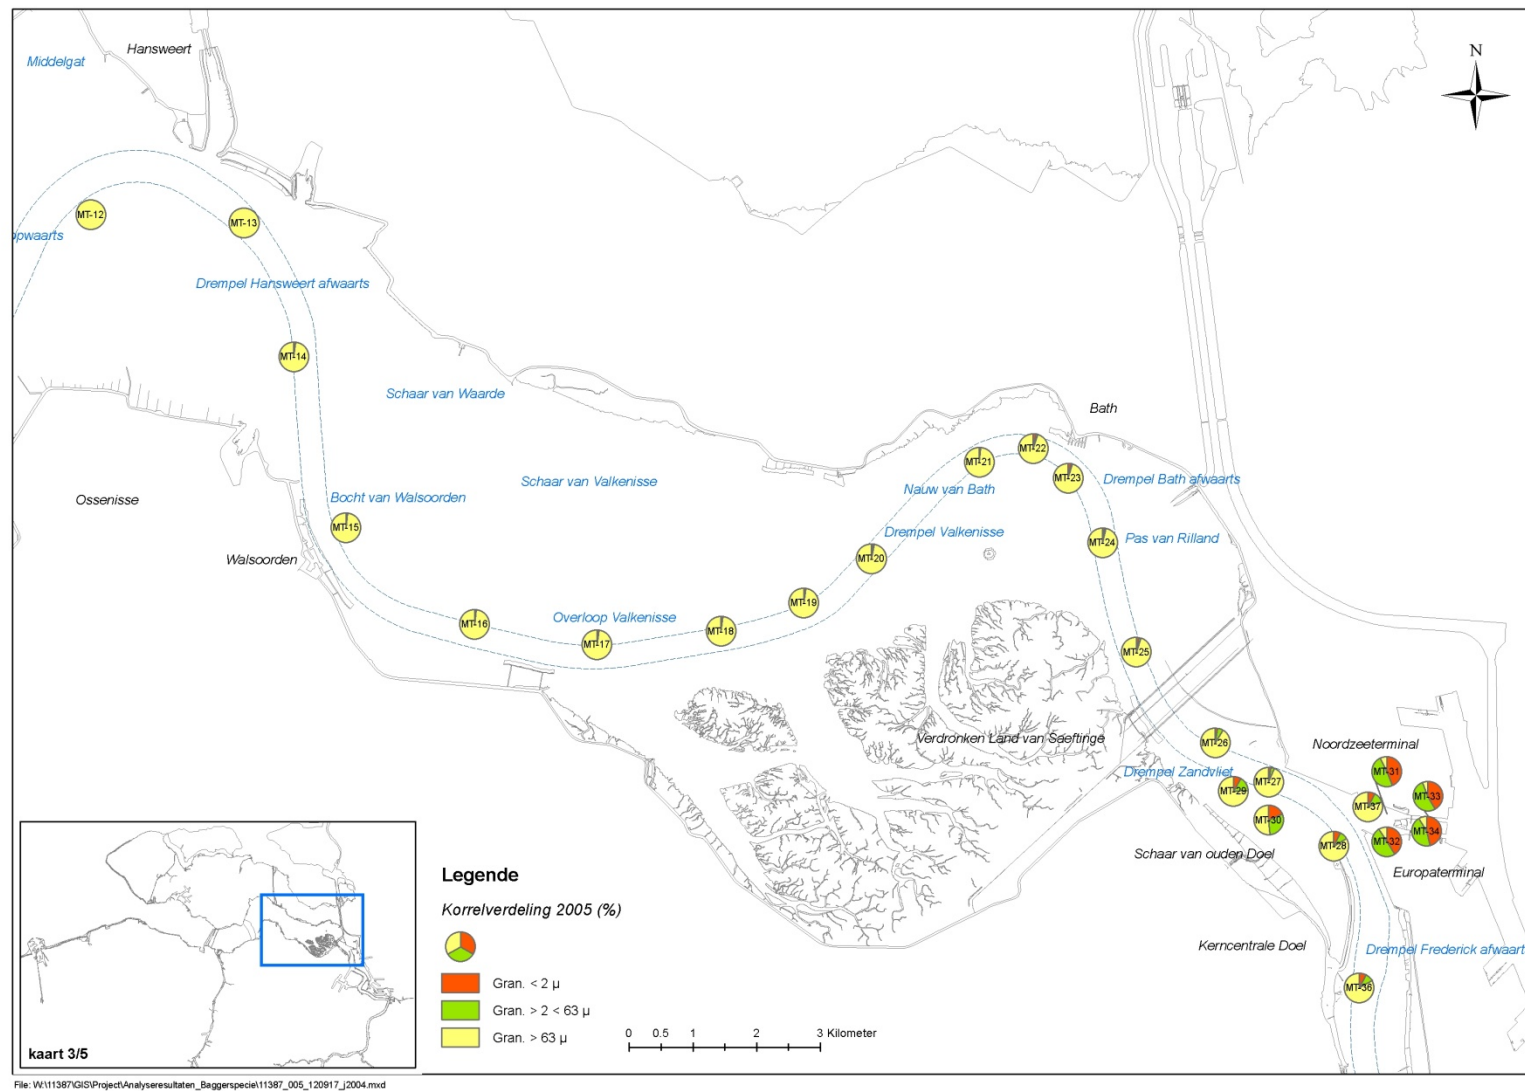 Hansweert
Middelgat
N
MT-12
MT-13
opwaarts
Drempel Hansweert afwaarts
MT-14
Schaar van Waarde
Bath
MT-22
MT-21
MT-23
Drempel Bath afwaarts
Schaar van Valkenisse
Nauw van Bath
Ossenisse
Bocht van Walsoorden
MT-15
Drempel Valkenisse
Pas van Rilland
MT-24
Walsoorden
MT-20
MT-19
Overloop Valkenisse
MT-16
MT-18
MT-17
MT-25
Verdronken Land van Saeftinge
MT-26
Noordzeeterminal
Drempel Zandvliet
MT-31
MT-27
MT-29
MT-33
MT-37
MT-30
MT-34
MT-32
MT-28
Schaar van ouden Doel
Europaterminal
Kerncentrale Doel
Drempel Frederick afwaart
MT-36
Legende
Korrelverdeling 2005 (%)
Gran. < 2 µ
Gran. > 2 < 63 µ
Gran. > 63 µ
0 0.5 1 2 3 Kilometer
kaart 3/5
File: W:\11387\GIS\Project\Analyseresultaten_Baggerspecie\11387_005_120917_j2004.mxd